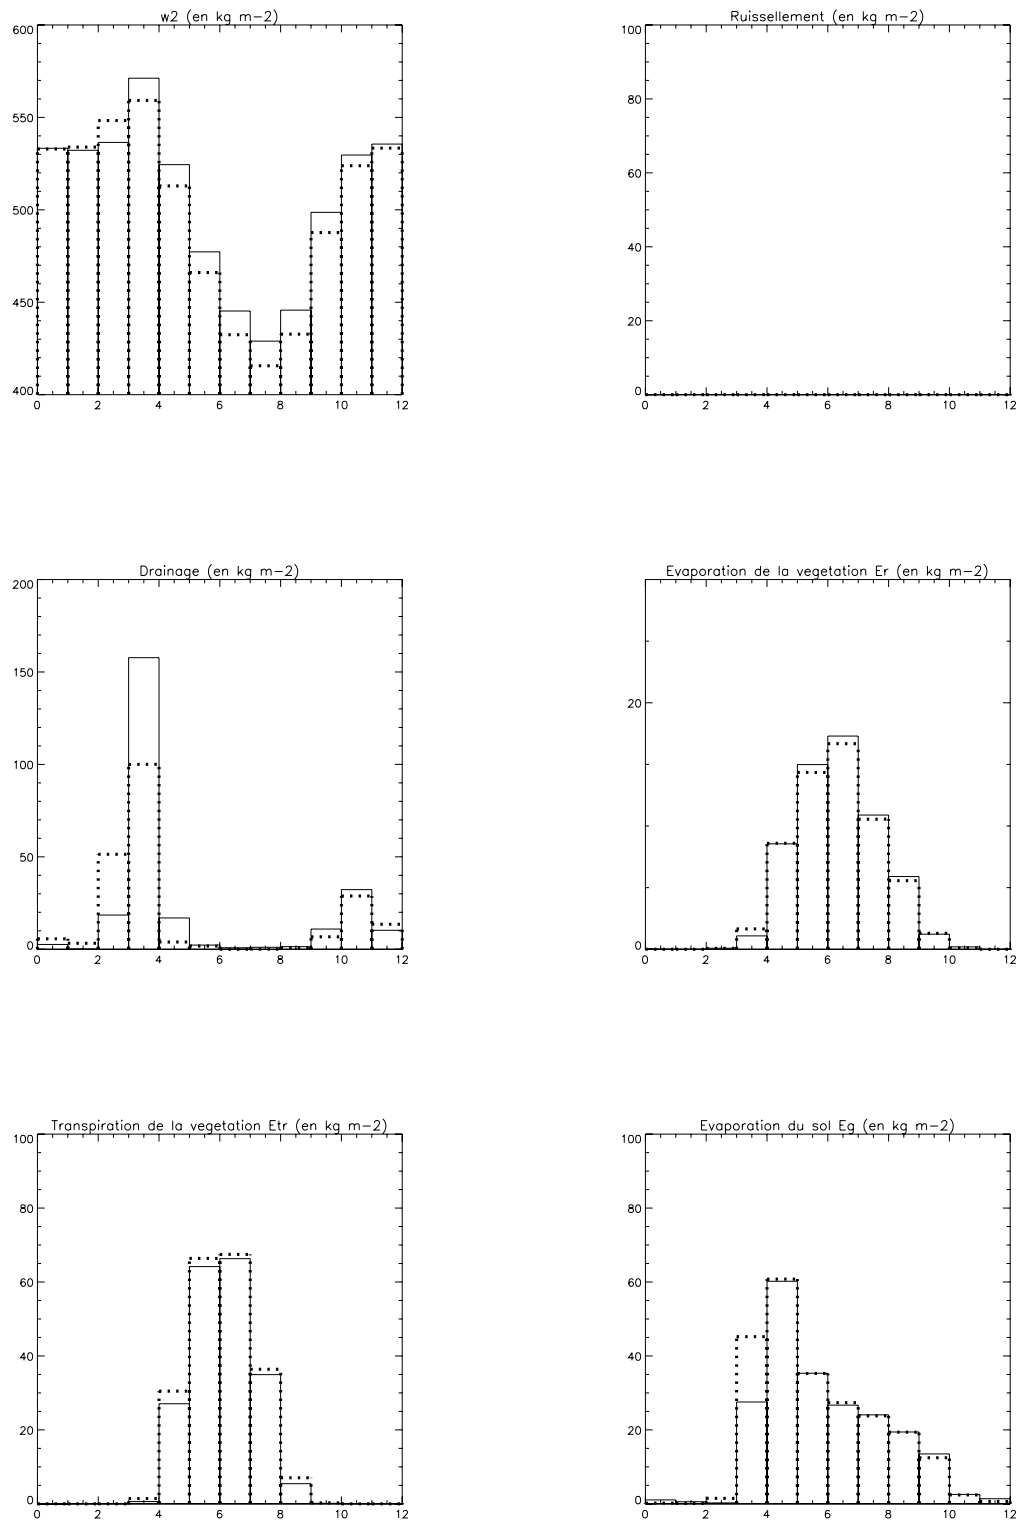 w2 (en kg m-2)
600
550
500
450
400
0 2 4 6 8 10 12
Ruissellement (en kg m-2)
100
80
60
40
20
0
0 2 4 6 8 10 12
Drainage (en kg m-2)
200
150
100
50
0
0 2 4 6 8 10 12
Evaporation de la vegetation Er (en kg m-2)
20
0
0 2 4 6 8 10 12
Transpiration de la vegetation Etr (en kg m-2)
100
80
60
40
20
0
0 2 4 6 8 10 12
Evaporation du sol Eg (en kg m-2)
100
80
60
40
20
0
0 2 4 6 8 10 12